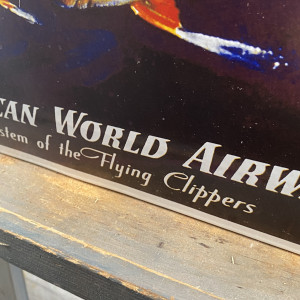 CAN WORLD AIRW
stem of the Flying Clippers